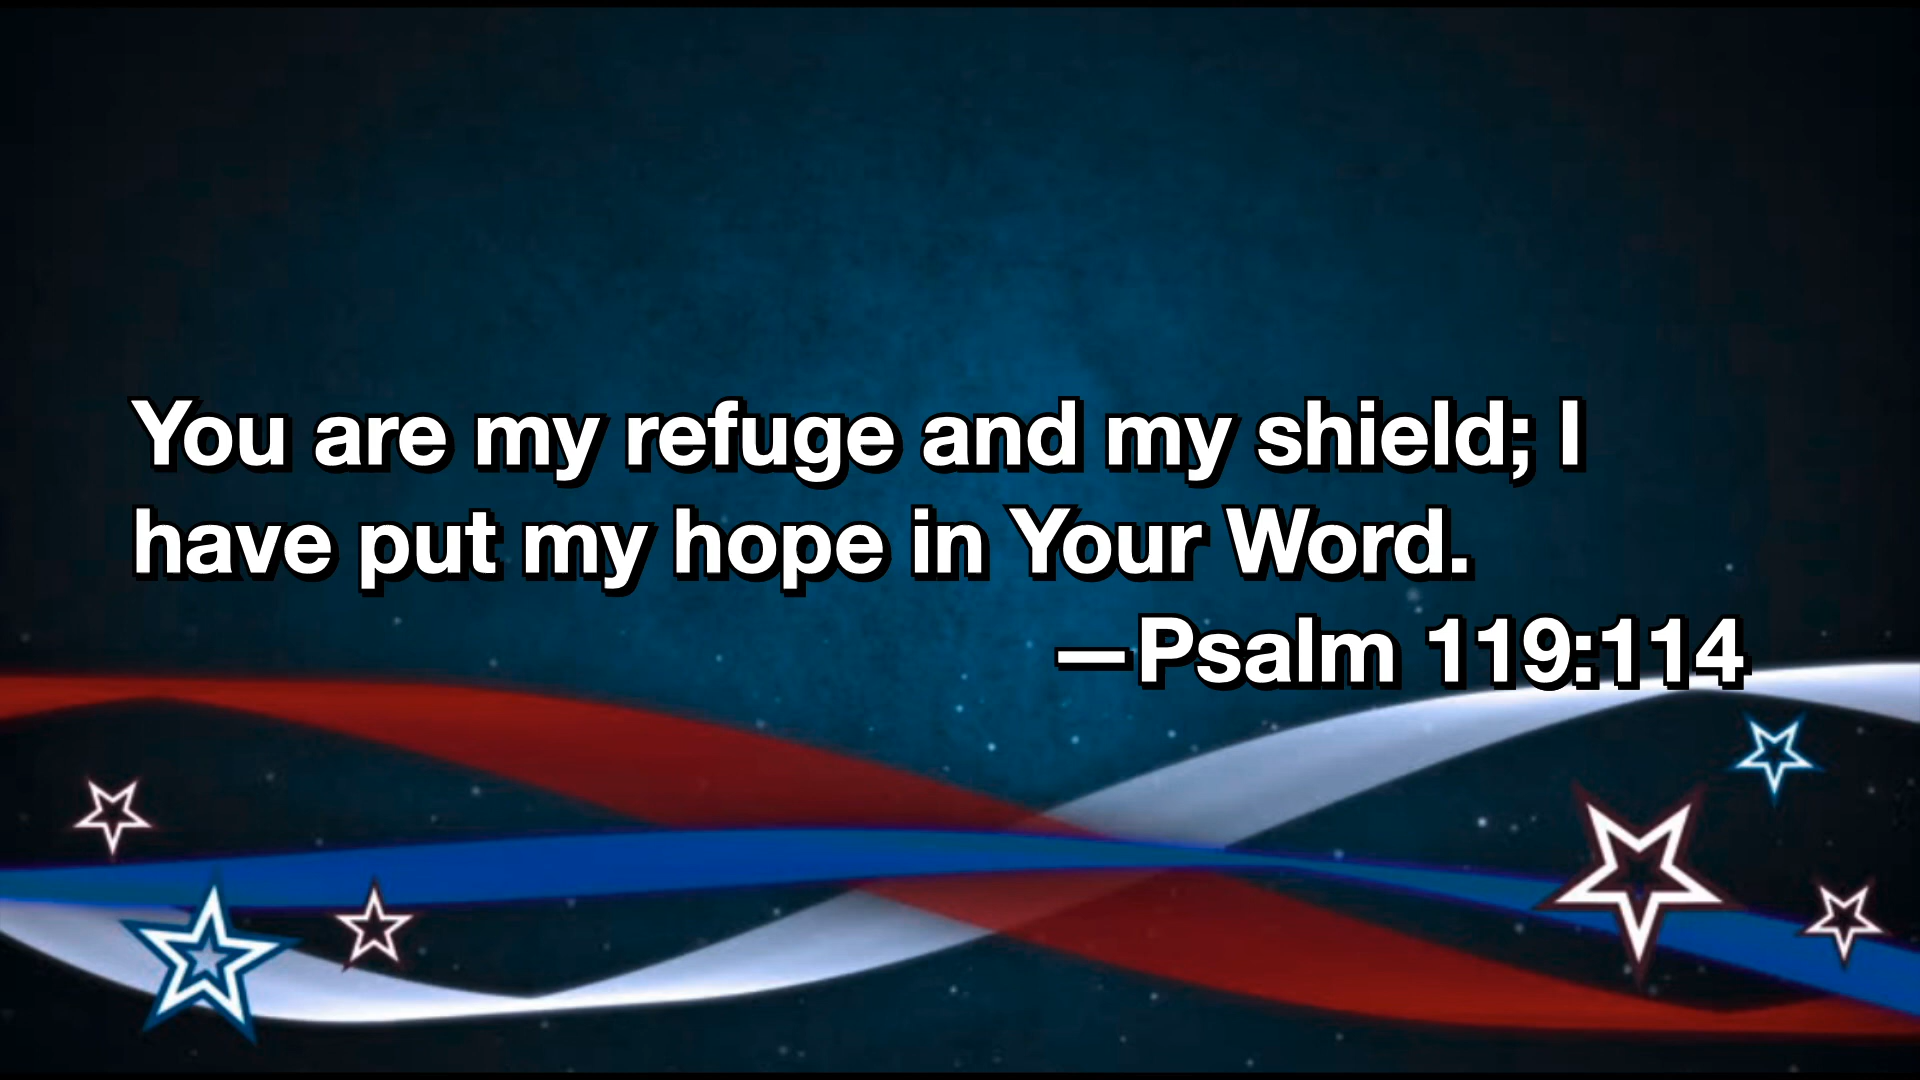 You are my refuge and my shield; I
have put my hope in Your Word.
—Psalm 119:114